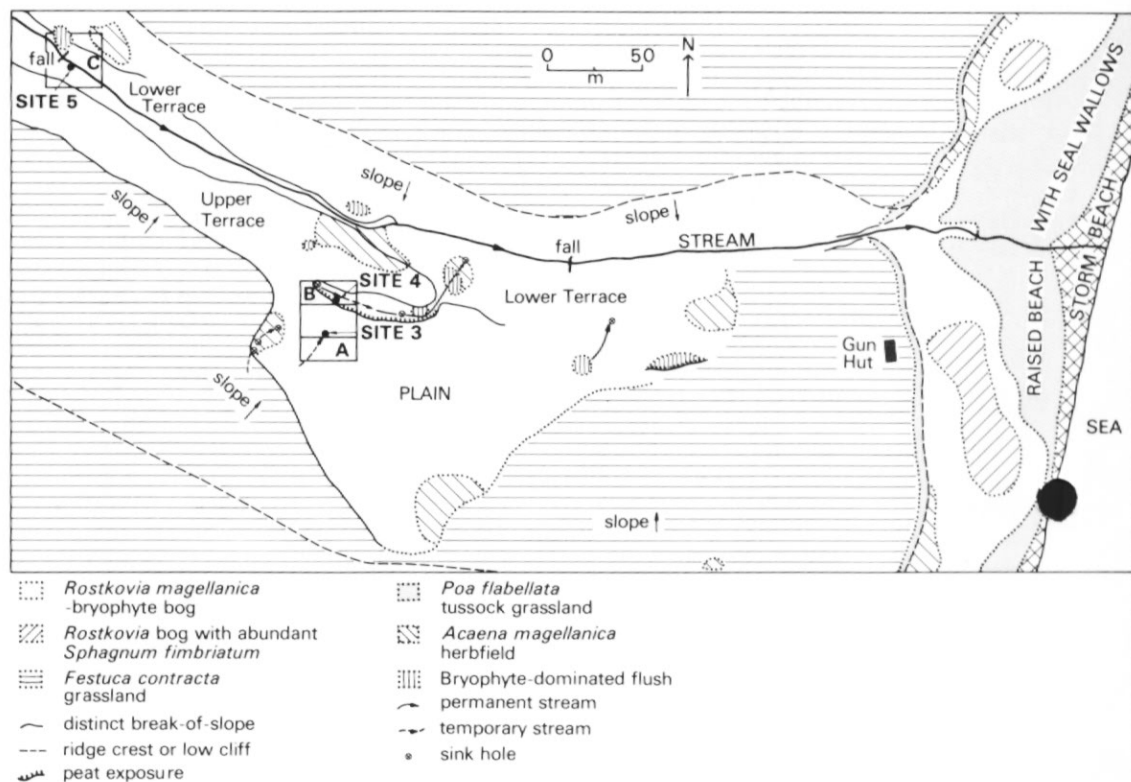 0 50
m
N
fall
C
SITE 5
Lower
Terrace
Upper
Terrace
slope
slope
slope
fall
STREAM
B
SITE 4
SITE 3
A
Lower Terrace
slope
PLAIN
Gun
Hut
RAISED BEACH WITH SEAL WALLOWS
STORM BEACH
SEA
slope
Rostkovia magellanica
-bryophyte bog
Rostkovia bog with abundant
Sphagnum fimbriatum
Festuca contracta
grassland
distinct break-of-slope
ridge crest or low cliff
peat exposure
Poa flabellata
tussock grassland
Acaena magellanica
herbfield
Bryophyte-dominated flush
permanent stream
temporary stream
sink hole